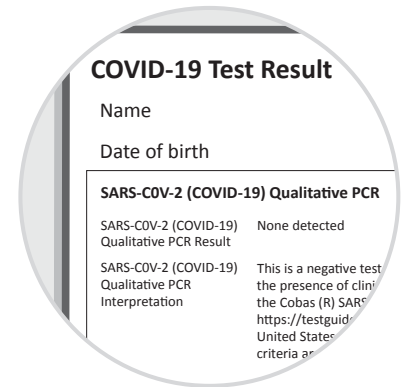 COVID-19 Test Result
Name
Date of birth
SARS-C0V-2 (COVID-19) Qualitative PCR
SARS-C0V-2 (COVID-19) None detected
Qualitative PCR Result
SARS-C0V-2 (COVID-19) This is a negative test
Qualitative PCR the presence of
Interpretation the Cobas (R)
United States
criteria